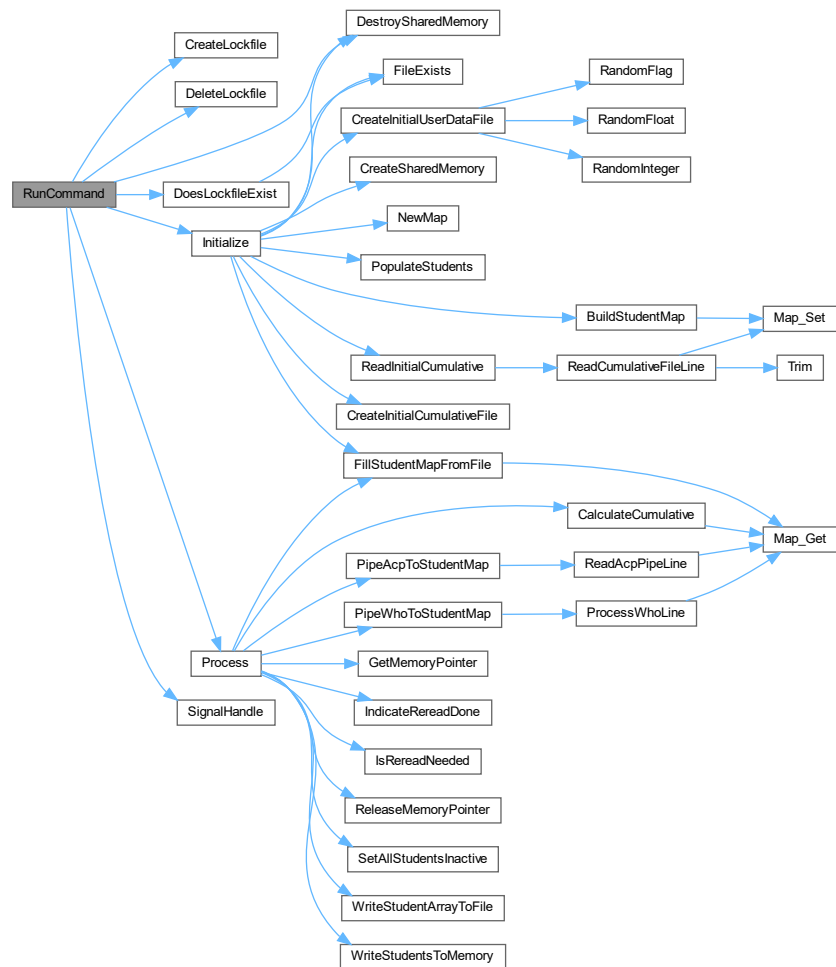 DestroySharedMemory
CreateLockfile
FileExists
RandomFlag
DeleteLockfile
CreateInitialUserDataFile
RandomFloat
CreateSharedMemory
RandomInteger
RunCommand
DoesLockfileExist
NewMap
Initialize
PopulateStudents
BuildStudentMap
Map_Set
ReadInitialCumulative
ReadCumulativeFileLine
Trim
CreateInitialCumulativeFile
FillStudentMapFromFile
CalculateCumulative
Map_Get
PipeAcpToStudentMap
ReadAcpPipeLine
PipeWhoToStudentMap
ProcessWhoLine
Process
GetMemoryPointer
SignalHandle
IndicateRereadDone
IsRereadNeeded
ReleaseMemoryPointer
SetAllStudentsInactive
WriteStudentArrayToFile
WriteStudentsToMemory